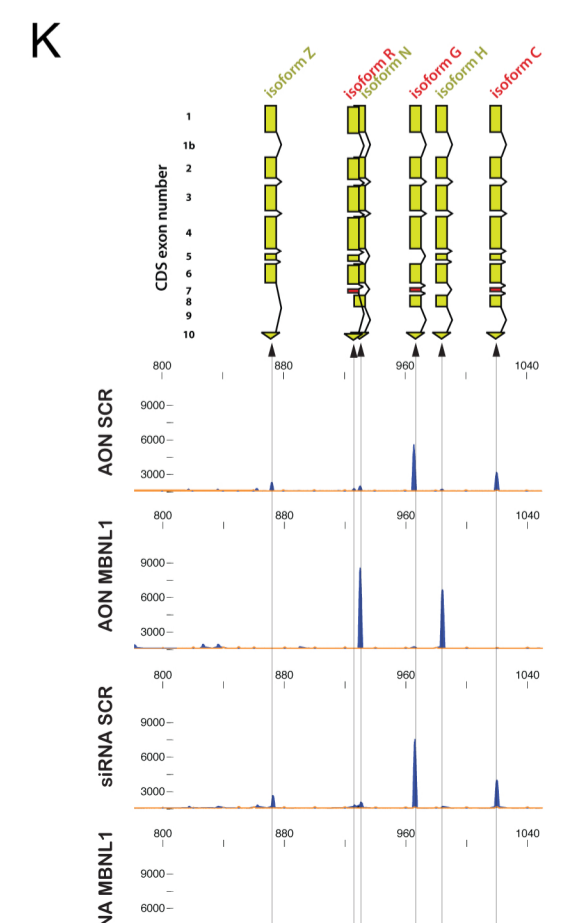 K
isoform Z
isoform R
isoform N
isoform G
isoform H
isoform C
CDS exon number
1
1b
2
3
4
5
6
7
8
9
10
800 880 960 1040
AON SCR
9000
6000
3000
800 880 960 1040
AON MBNL1
9000
6000
3000
800 880 960 1040
siRNA SCR
9000
6000
3000
800 880 960 1040
NA MBNL1
9000
6000